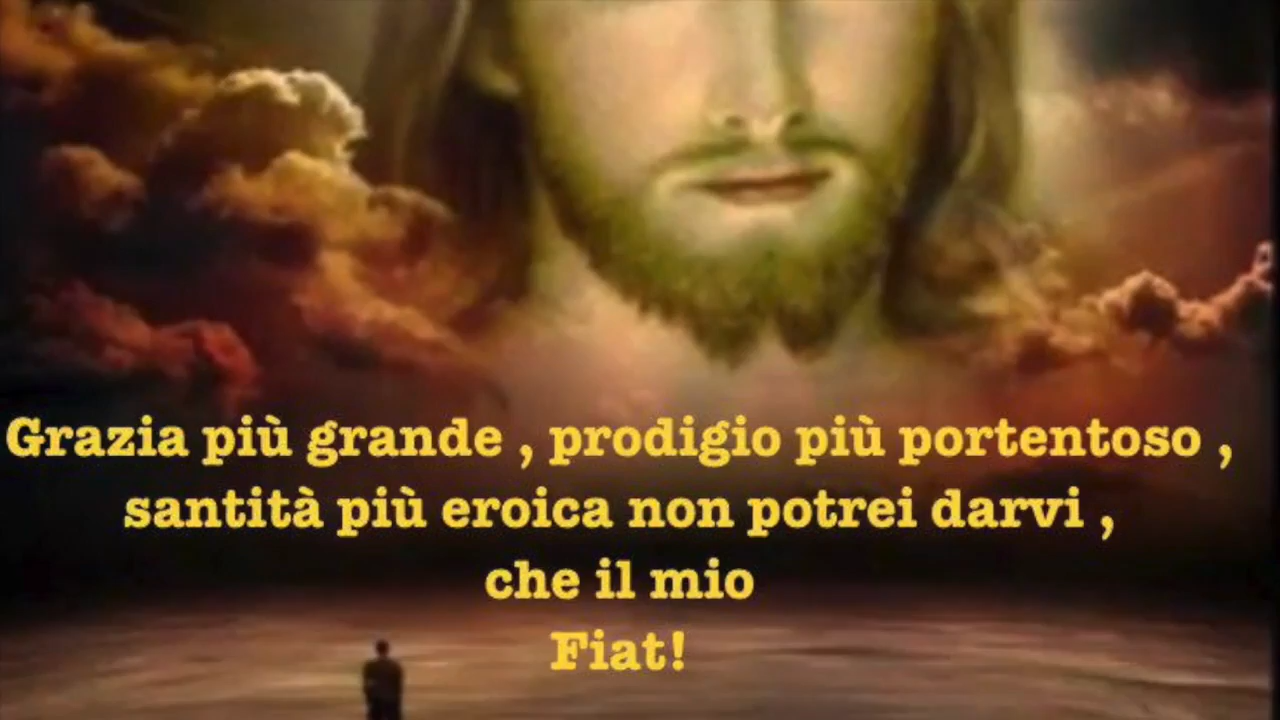 Grazia più grande , prodigio più portentoso ,
santità più eroica non potrei darvi ,
che il mio
Fiat!